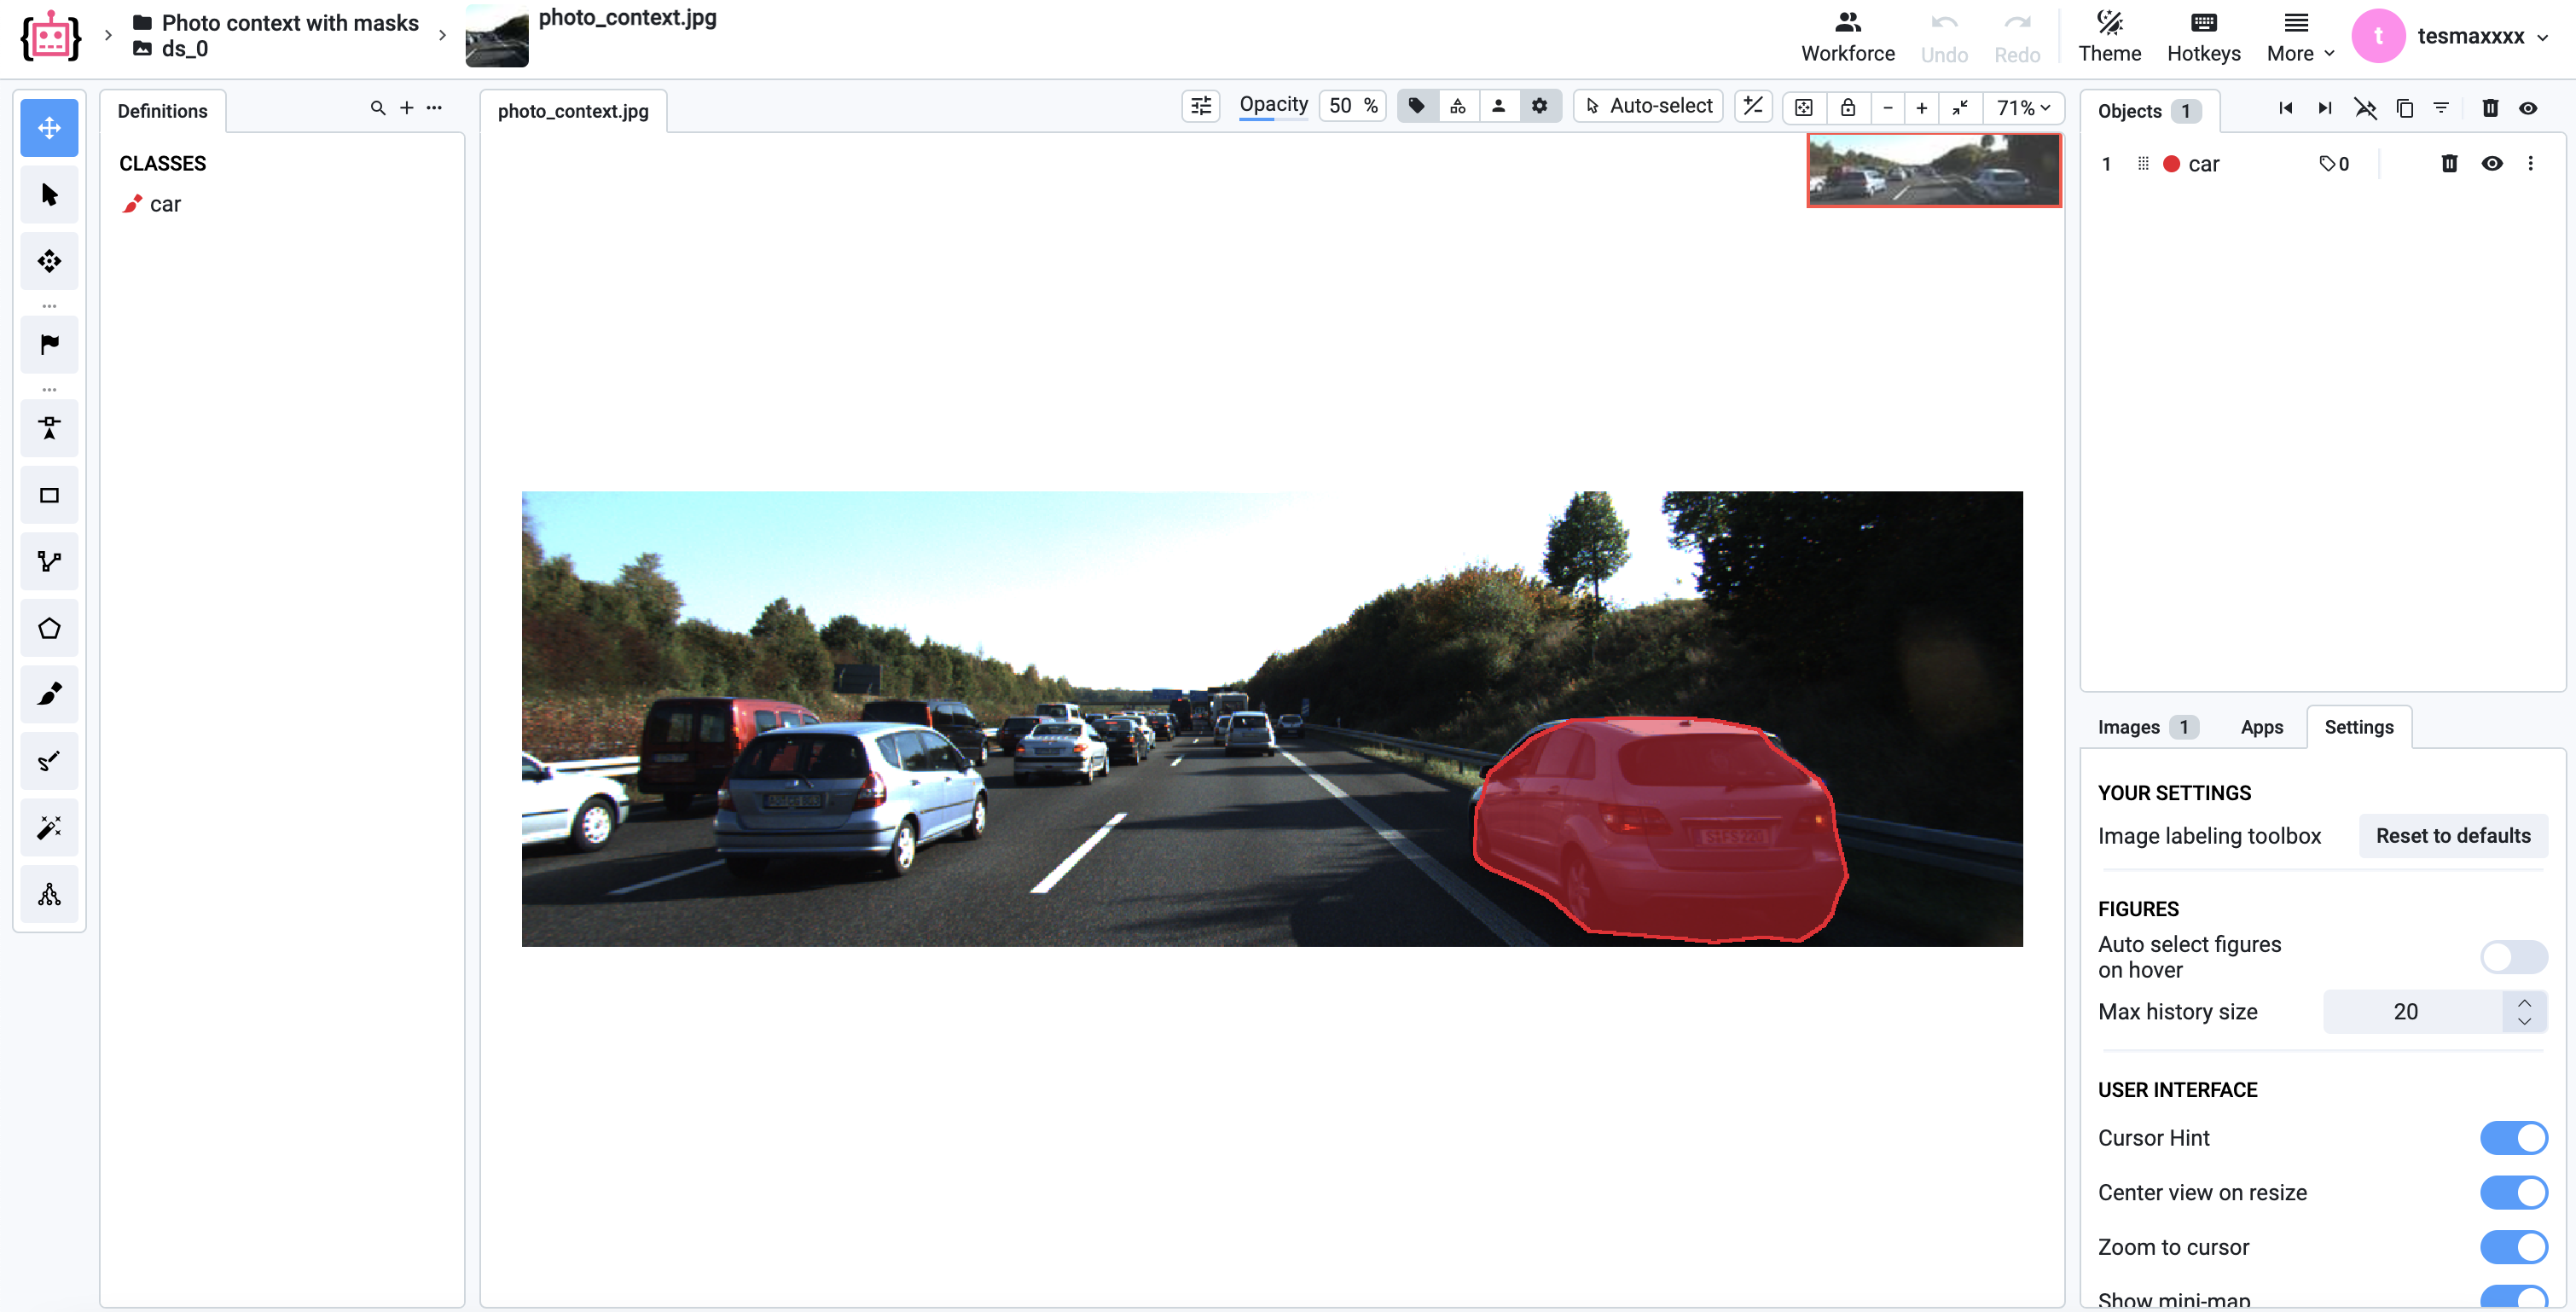 Photo context with masks
ds_0
photo_context.jpg
Workforce
Undo
Redo
Theme
Hotkeys
More
t
tesmaxxxx
Definitions
CLASSES
car
photo_context.jpg
Opacity
50 %
Auto-select
71%
Objects 1
1 car 0
Images 1
Apps
Settings
YOUR SETTINGS
Image labeling toolbox
Reset to defaults
FIGURES
Auto select figures
on hover
Max history size
20
USER INTERFACE
Cursor Hint
Center view on resize
Zoom to cursor
Show mini-map